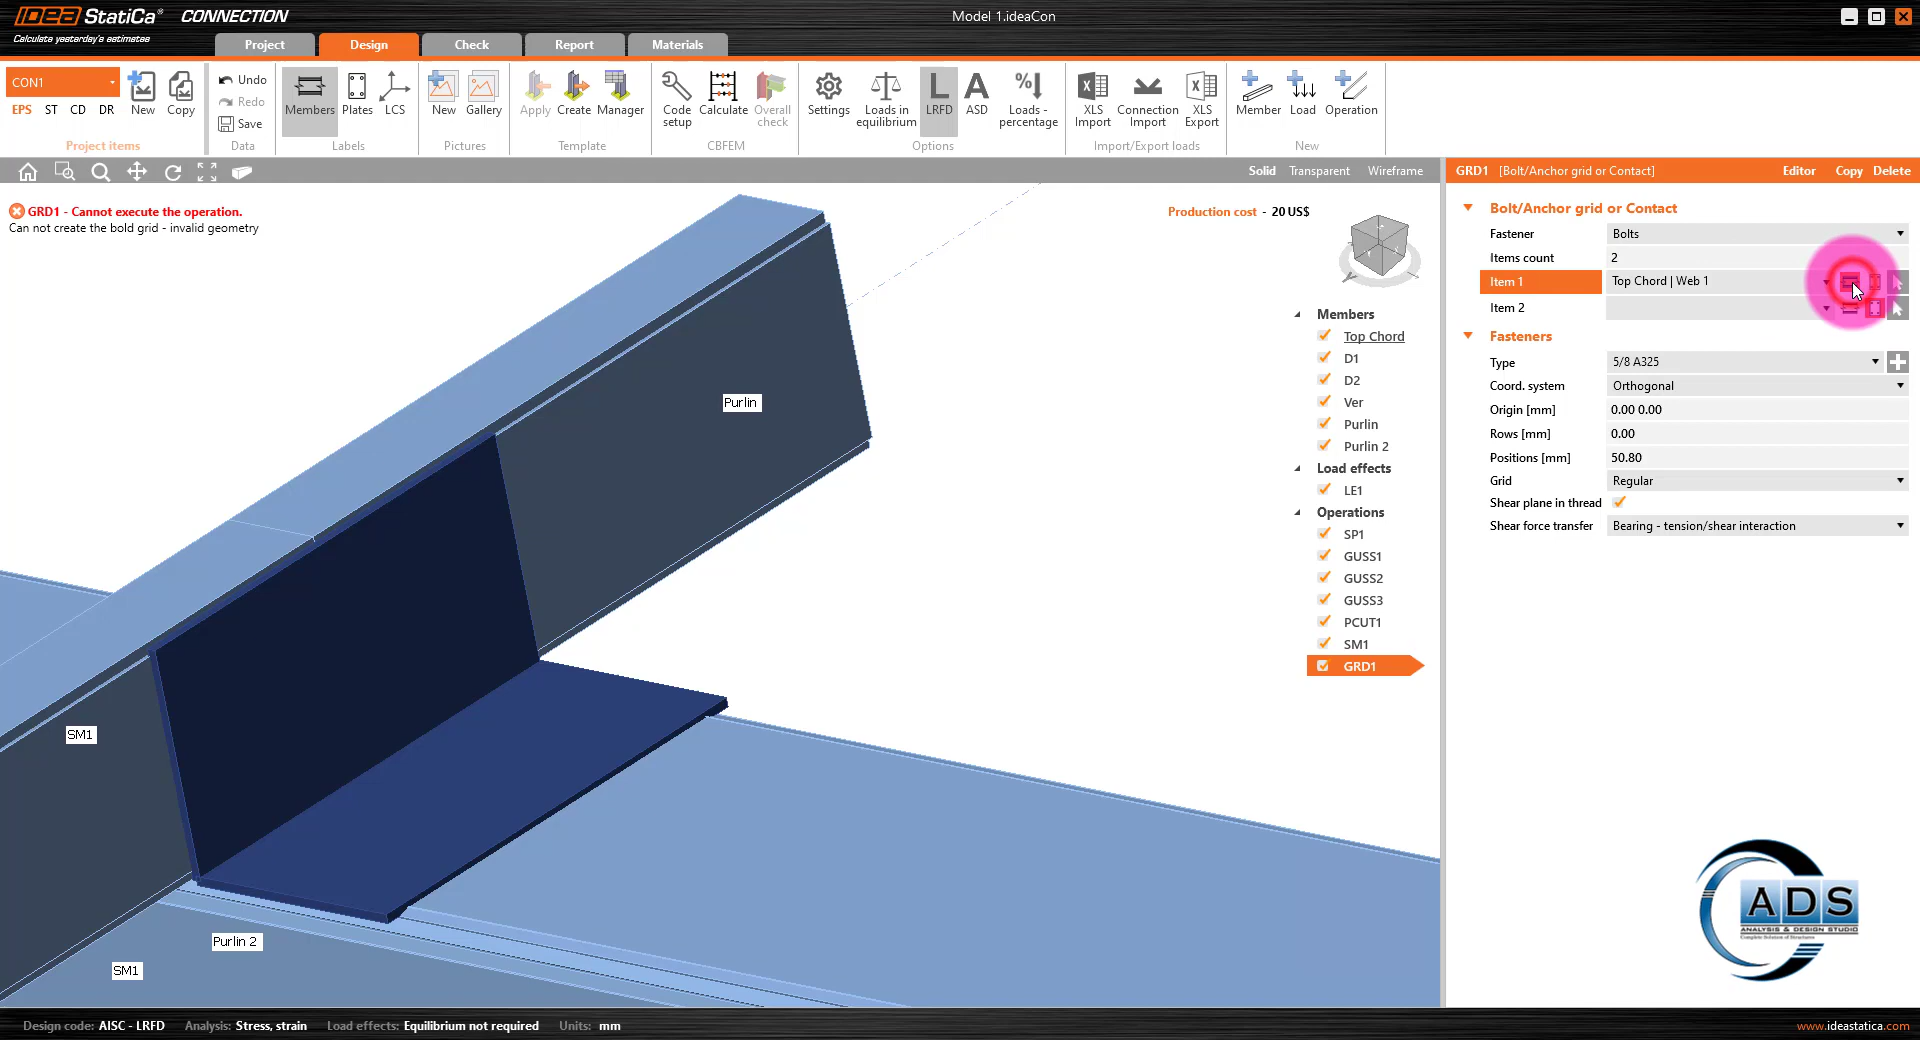 IDEA StatiCa® CONNECTION
Calculate yesterday's estimates
Model 1.ideaCon
Project
Design
Check
Report
Materials
CON1
EPS ST CD DR
New
Copy
Project items
Undo
Redo
Save
Data
Members
Plates
LCS
Labels
New
Gallery
Pictures
Apply
Create
Manager
Template
Code setup
Calculate
Overall check
CBFEM
Settings
Loads in equilibrium
LRFD
ASD
Loads - percentage
Options
XLS Import
Connection Import
XLS Export
Import/Export loads
Member
Load
Operation
New
Solid Transparent Wireframe
GRD1 [Bolt/Anchor grid or Contact] Editor Copy Delete
GRD1 - Cannot execute the operation.
Can not create the bold grid - invalid geometry
Production cost - 20 US$
Purlin
SM1
Purlin 2
SM1
Members
Top Chord
D1
D2
Ver
Purlin
Purlin 2
Load effects
LE1
Operations
SP1
GUSS1
GUSS2
GUSS3
PCUT1
SM1
GRD1
Bolt/Anchor grid or Contact
Fastener Bolts
Items count 2
Item 1 Top Chord | Web 1
Item 2
Fasteners
Type 5/8 A325
Coord. system Orthogonal
Origin [mm] 0.00 0.00
Rows [mm] 0.00
Positions [mm] 50.80
Grid Regular
Shear plane in thread
Shear force transfer Bearing - tension/shear interaction
ADS
ANALYSIS & DESIGN STUDIO
Complete Solution of Structures
Design code: AISC - LRFD Analysis: Stress, strain Load effects: Equilibrium not required Units: mm
www.ideastatica.com